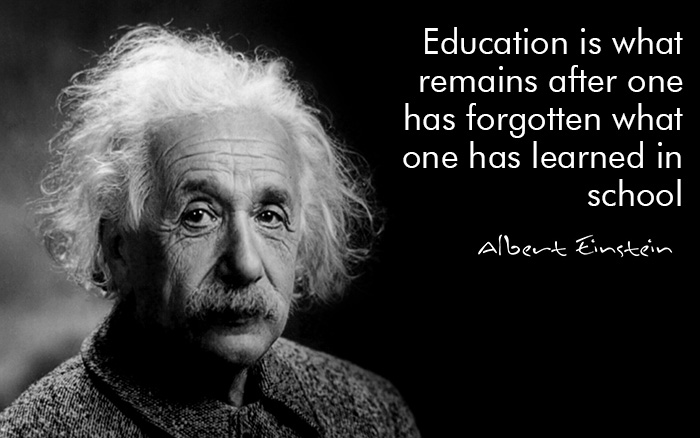 Education is what
remains after one
has forgotten what
one has learned in
school
Albert Einstein